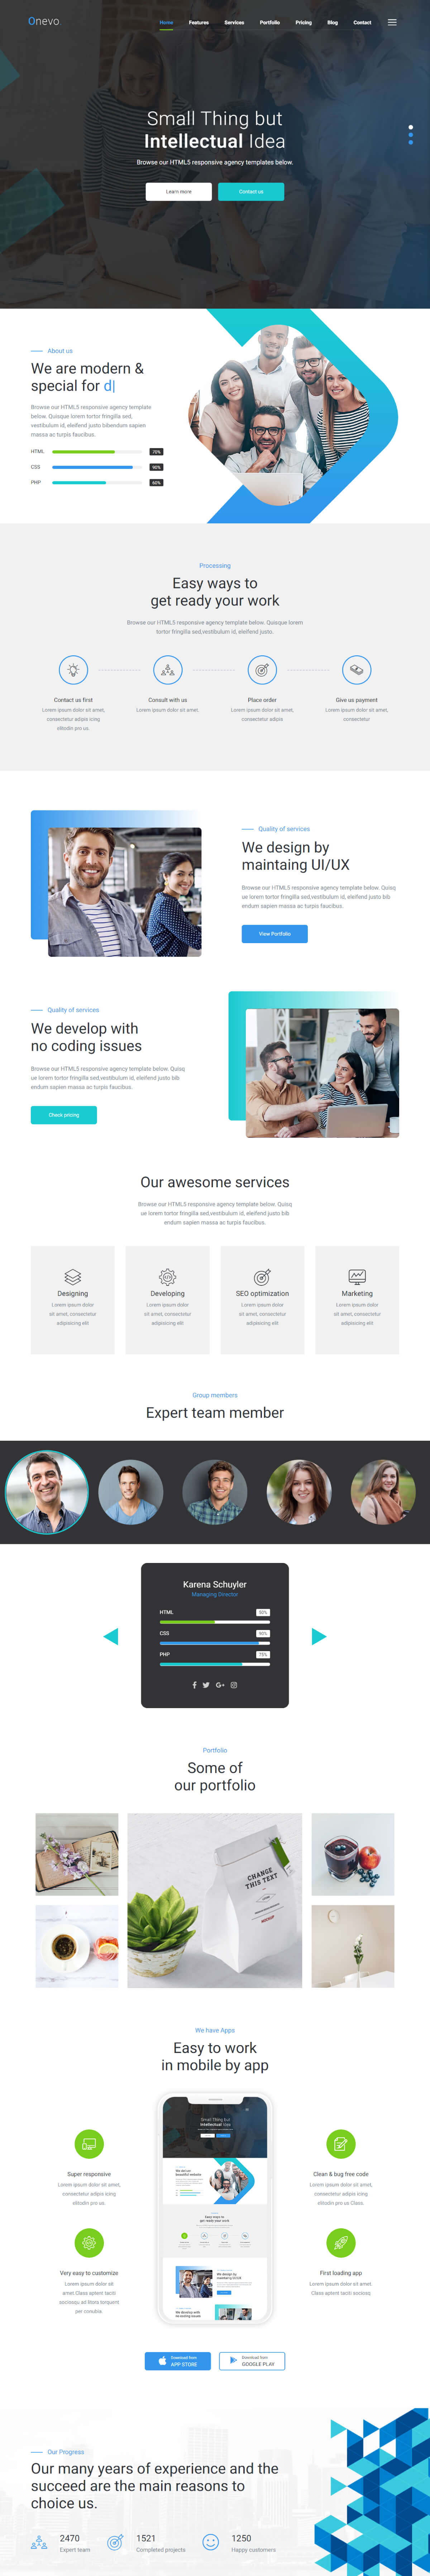 Onevo
Home Features Services Portfolio Pricing Blog Contact
Small Thing but
Intellectual Idea
Browse our HTML5 responsive agency templates below.
Learn more Contact us
About us
We are modern &
special for d|
Browse our HTML5 responsive agency template
below. Quisque lorem tortor fringilla sed,
vestibulum id, eleifend justo bibendum sapien
massa ac turpis faucibus.
HTML 70%
CSS 90%
PHP 60%
Processing
Easy ways to
get ready your work
Browse our HTML5 responsive agency template below. Quisque lorem
tortor fringilla sed,vestibulum id, eleifend justo.
Contact us first Consult with us Place order Give us payment
Lorem ipsum dolor sit amet, Lorem ipsum dolor sit amet. Lorem ipsum dolor sit amet, Lorem ipsum dolor sit amet,
consectetur adipis icing consectetur adipiis consectetur
elitodin pro us.
Quality of services
We design by
maintaing UI/UX
Browse our HTML5 responsive agency template below. Quisq
ue lorem tortor fringilla sed,vestibulum id, eleifend justo bib
endum sapien massa ac turpis faucibus.
View Portfolio
Quality of services
We develop with
no coding issues
Browse our HTML5 responsive agency template below. Quisq
ue lorem tortor fringilla sed,vestibulum id, eleifend justo bib
endum sapien massa ac turpis faucibus.
Check pricing
Our awesome services
Browse our HTML5 responsive agency template below. Quisq
ue lorem tortor fringilla sed,vestibulum id, eleifend justo bib
endum sapien massa ac turpis faucibus.
Designing Developing SEO optimization Marketing
Lorem ipsum dolor Lorem ipsum dolor Lorem ipsum dolor Lorem ipsum dolor
sit amet, consectetur sit amet, consectetur sit amet, consectetur sit amet, consectetur
adipisicing elit adipisicing elit adipisicing elit adipisicing elit
Group members
Expert team member
Karena Schuyler
Managing Director
HTML 50%
CSS 90%
PHP 75%
Portfolio
Some of
our portfolio
CHANGE
THIS TEXT
MOCKUP
We have Apps
Easy to work
in mobile by app
Small Thing but
Intellectual Idea
Super responsive
Lorem ipsum dolor sit amet,
consectetur adipis icing
elitodin pro us.
Clean & bug free code
Lorem ipsum dolor sit amet,
consectetur adipis icing
elitodin pro us Class.
Very easy to customize
Lorem ipsum dolor sit
amet,Class aptent taciti
sociosqu ad litera torquent
per conubia.
First loading app
Lorem ipsum dolor sit amet
Class aptent taciti sociosq.
Download from
APP STORE
Download from
GOOGLE PLAY
Our Progress
Our many years of experience and the
succeed are the main reasons to
choice us.
2470 1521 1250
Expert team Completed projects Happy customers